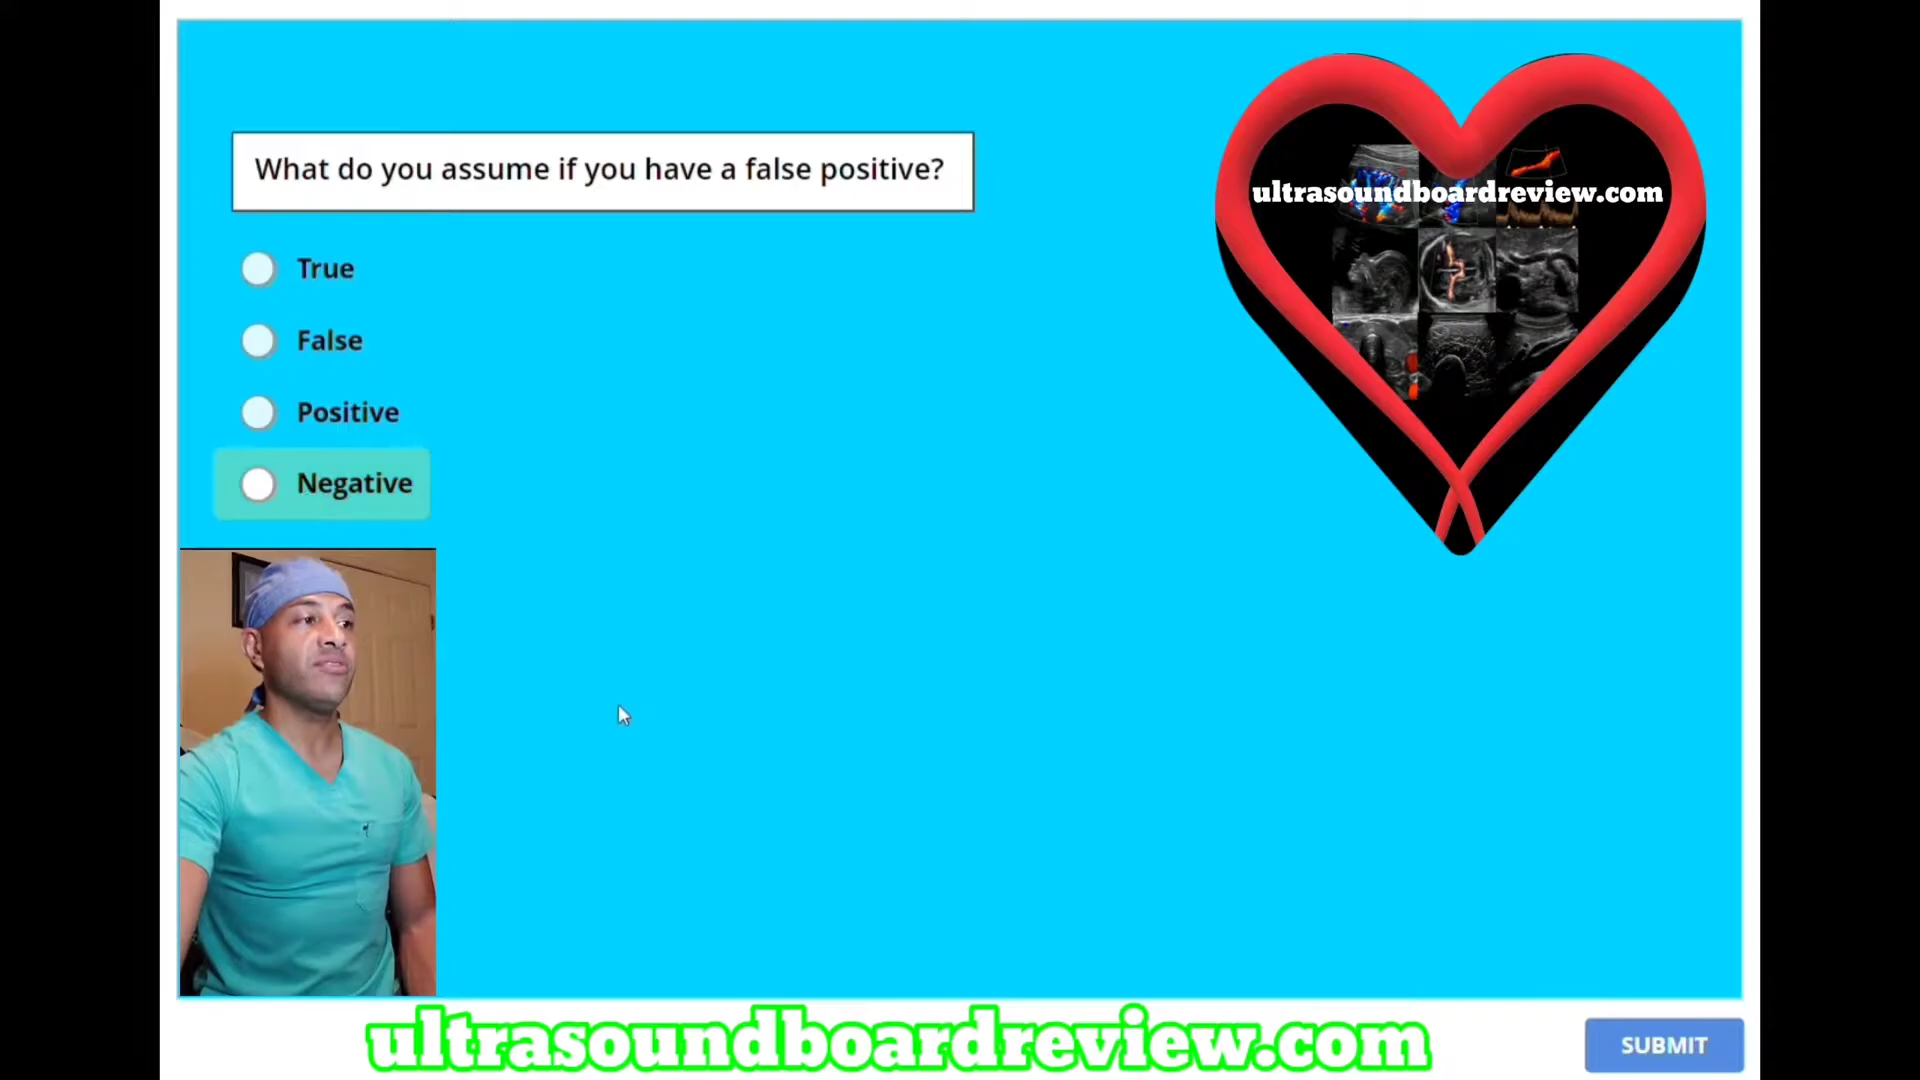 What do you assume if you have a false positive?
ultrasoundboardreview.com
True
False
Positive
Negative
ultrasoundboardreview.com
SUBMIT